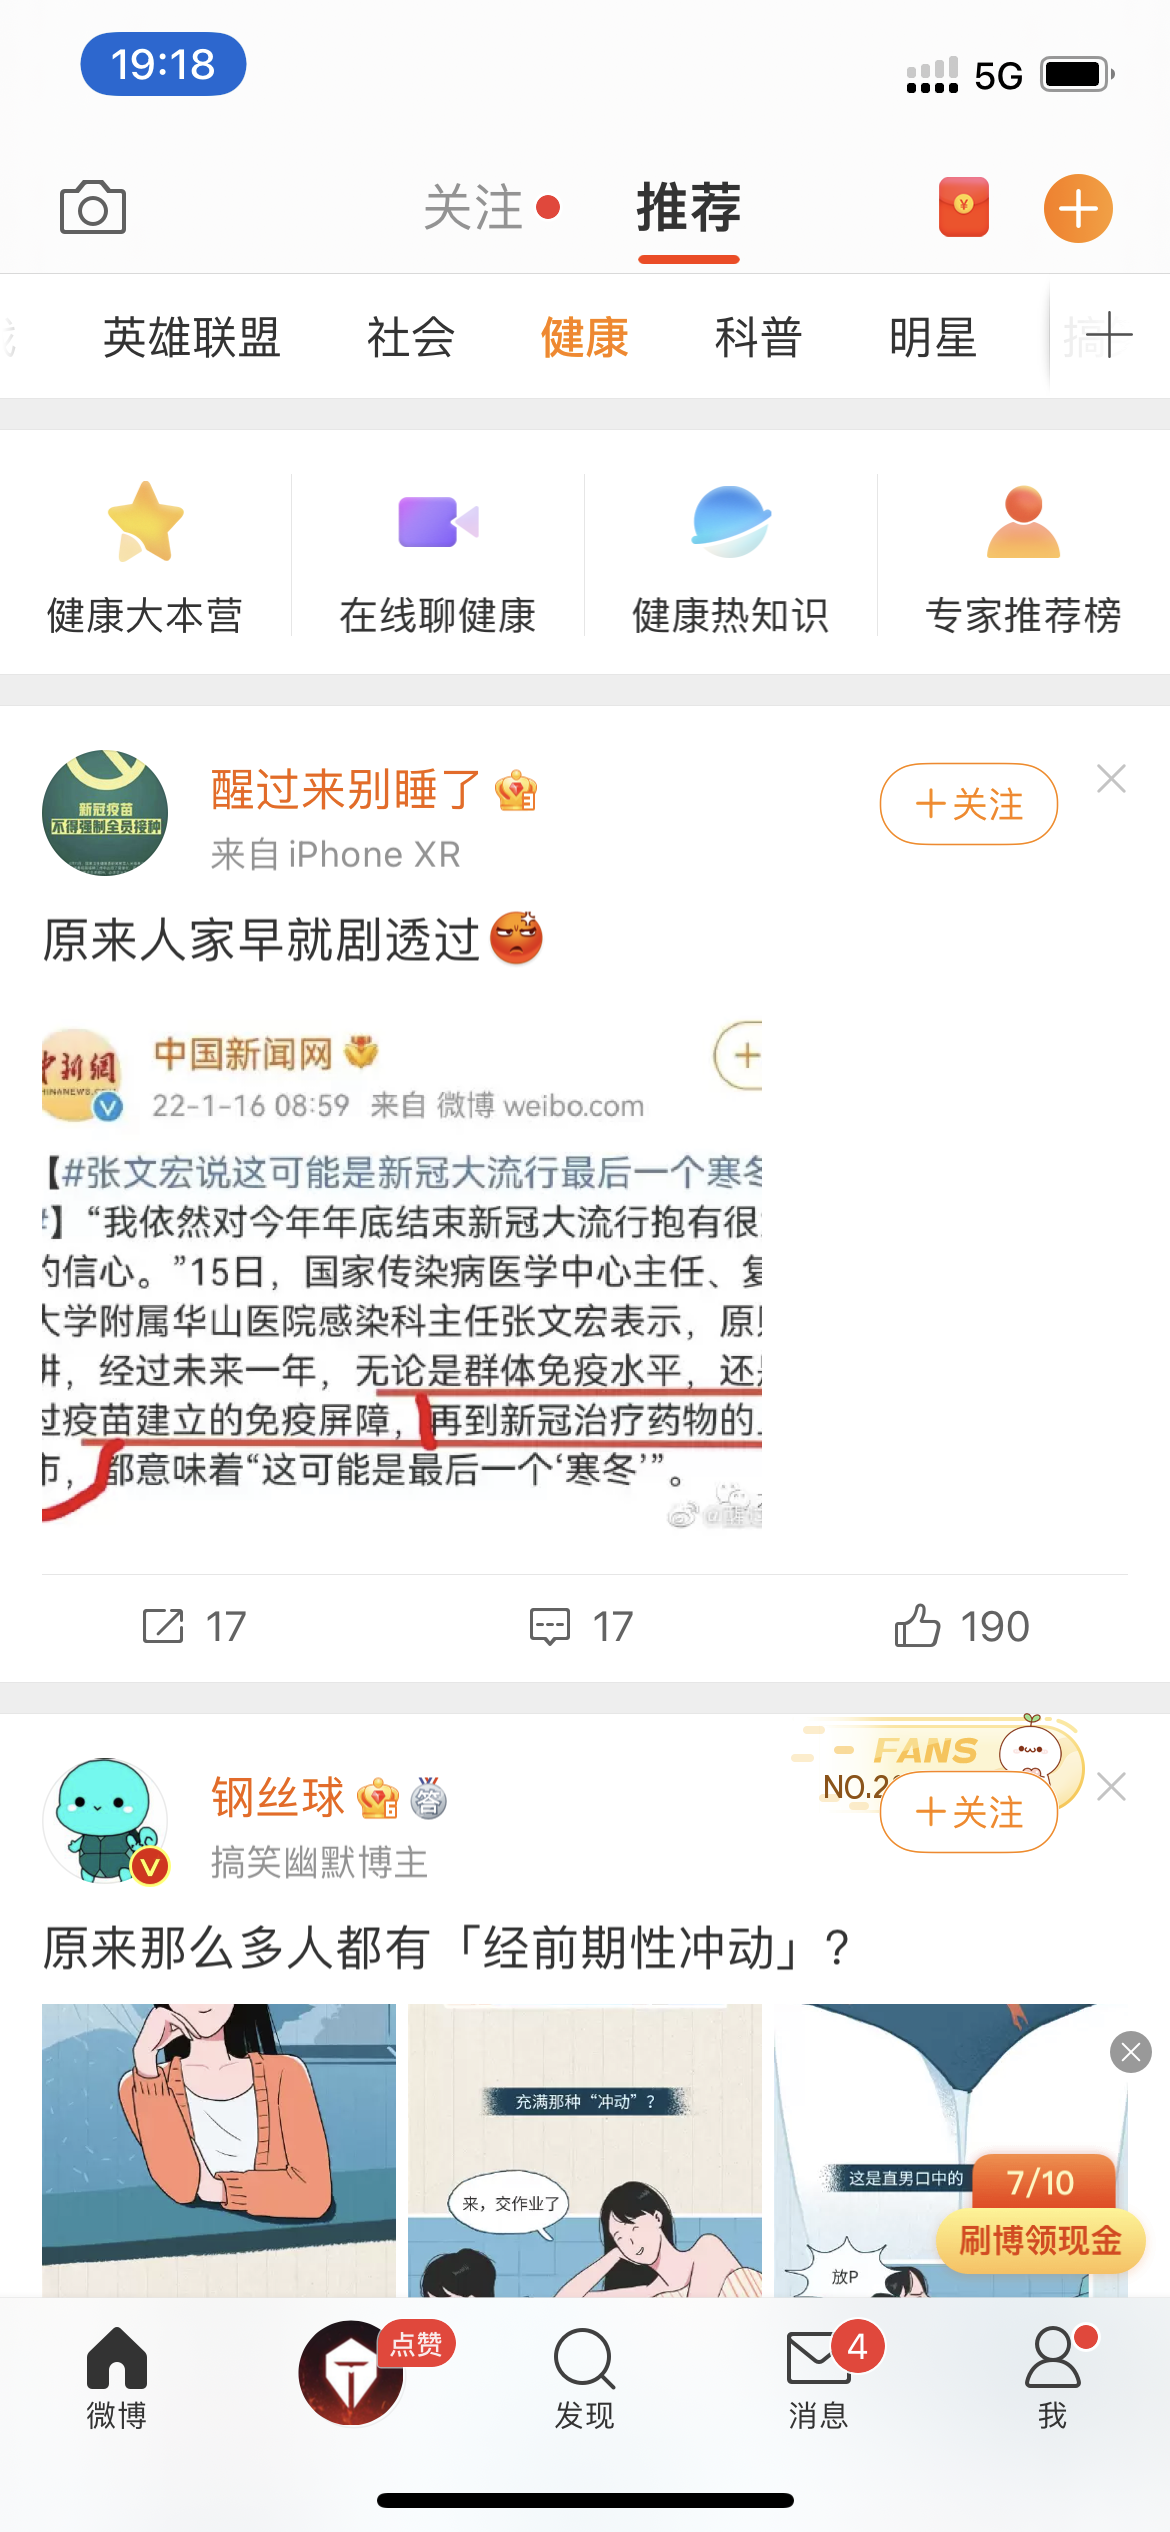 19:18
5G
关注
推荐
英雄联盟
社会
健康
科普
明星
搞
健康大本营
在线聊健康
健康热知识
专家推荐榜
新冠疫苗
不得强制全员接种
醒过来别睡了
来自 iPhone XR
+关注
原来人家早就剧透过
中新網
中国新闻网
22-1-16 08:59 来自 微博 weibo.com
【#张文宏说这可能是新冠大流行最后一个寒冬
#】“我依然对今年年底结束新冠大流行抱有很
的信心。”15日，国家传染病医学中心主任、复
大学附属华山医院感染科主任张文宏表示，原则
讲，经过未来一年，无论是群体免疫水平，还是
过疫苗建立的免疫屏障，再到新冠治疗药物的上
市，都意味着“这可能是最后一个‘寒冬’”。
17
17
190
FANS
NO.2
钢丝球
答
搞笑幽默博主
+关注
原来那么多人都有「经前期性冲动」?
充满那种“冲动”？
来，交作业了
这是直男口中的
放P
7/10
刷博领现金
微博
点赞
发现
4
消息
我